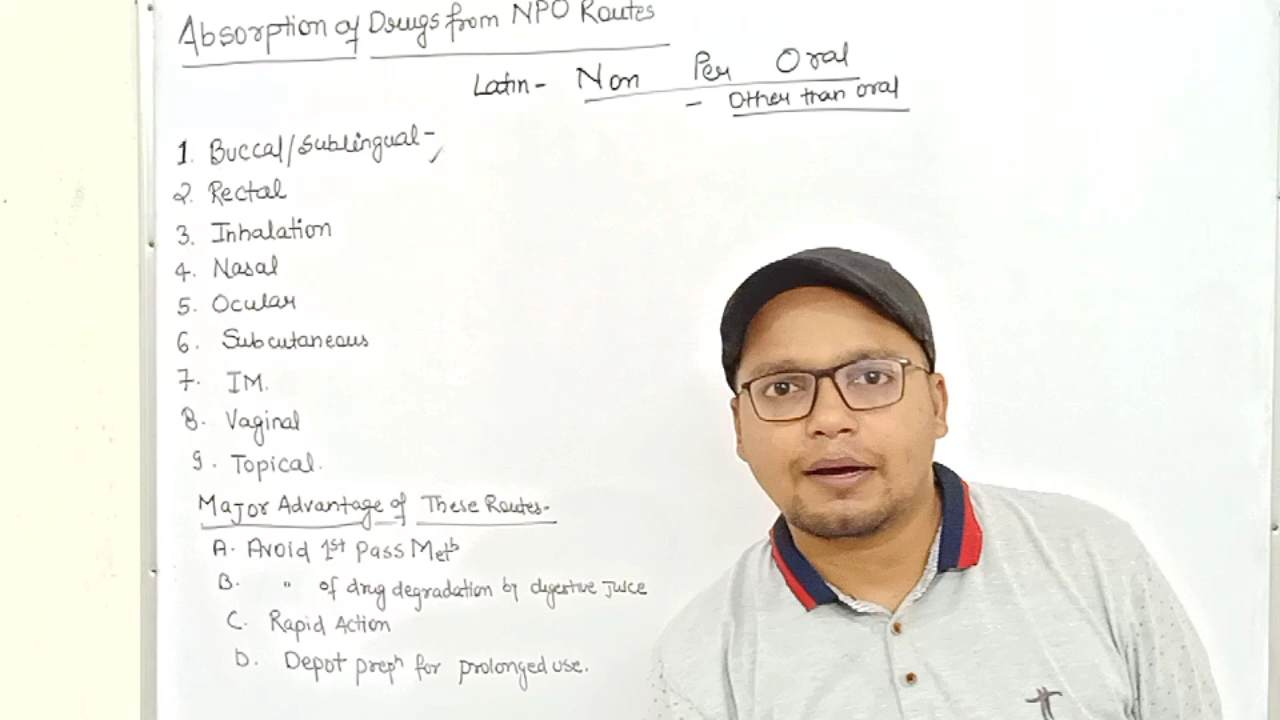 Absorption of Drugs from NPO Routes
Latin - Non Per Oral
- Other than oral
1. Buccal/Sublingual -
2. Rectal
3. Inhalation
4. Nasal
5. Ocular
6. Subcutaneous
7. IM.
8. Vaginal
9. Topical.
Major Advantage of These Routes-
A. Avoid 1st Pass Metb
B. " of drug degradation by digestive Juice
C. Rapid Action
D. Depot preph for prolonged use.